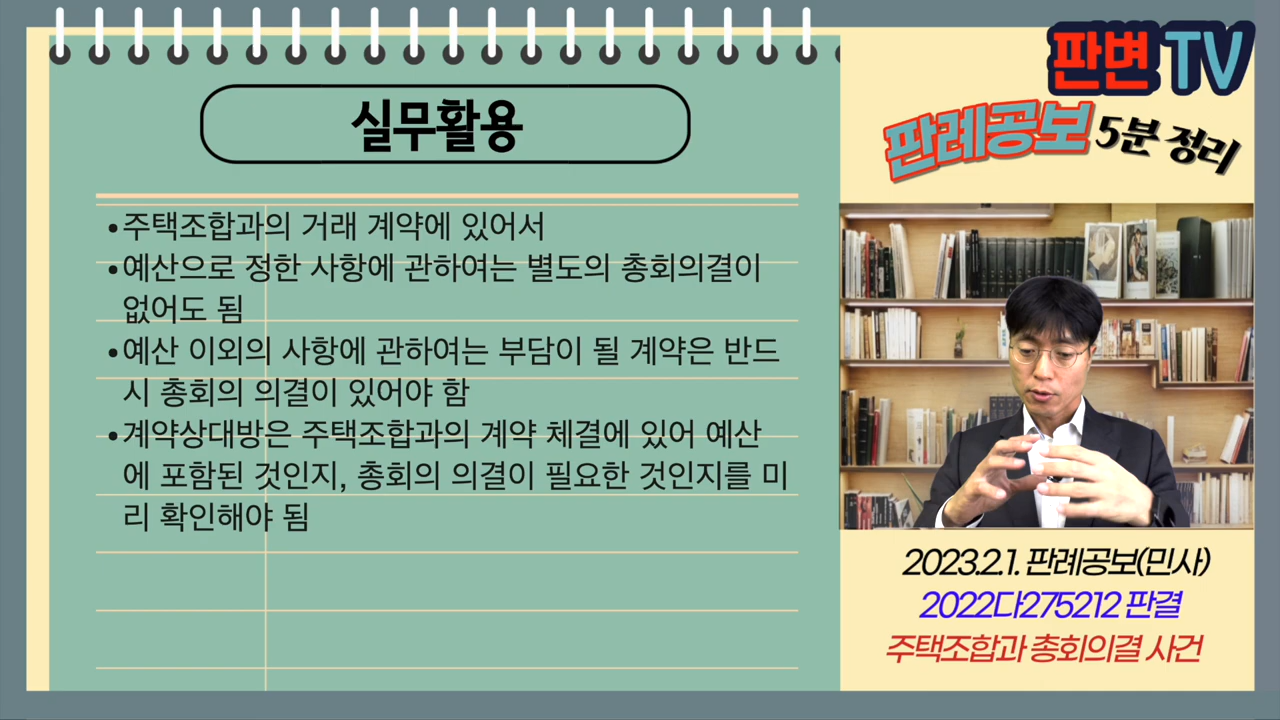 실무활용
•주택조합과의 거래 계약에 있어서
•예산으로 정한 사항에 관하여는 별도의 총회의결이
없어도 됨
•예산 이외의 사항에 관하여는 부담이 될 계약은 반드
시 총회의 의결이 있어야 함
•계약상대방은 주택조합과의 계약 체결에 있어 예산
에 포함된 것인지, 총회의 의결이 필요한 것인지를 미
리 확인해야 됨
판변 TV
판례공보 5분 정리
2023.2.1. 판례공보(민사)
2022다275212 판결
주택조합과 총회의결 사건